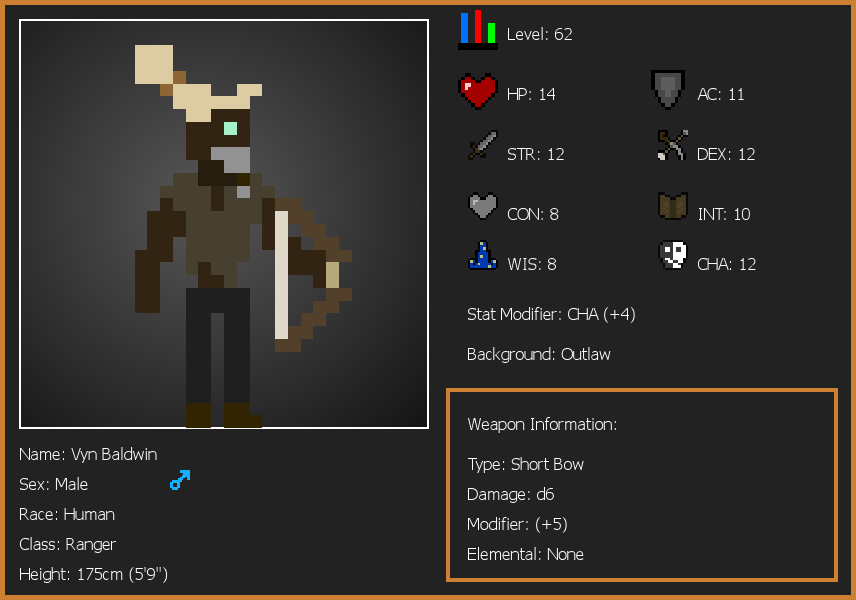 Level: 62
HP: 14
AC: 11
STR: 12
DEX: 12
CON: 8
INT: 10
WIS: 8
CHA: 12
Stat Modifier: CHA (+4)
Background: Outlaw
Weapon Information:
Type: Short Bow
Damage: d6
Modifier: (+5)
Elemental: None
Name: Vyn Baldwin
Sex: Male
Race: Human
Class: Ranger
Height: 175cm (5'9")